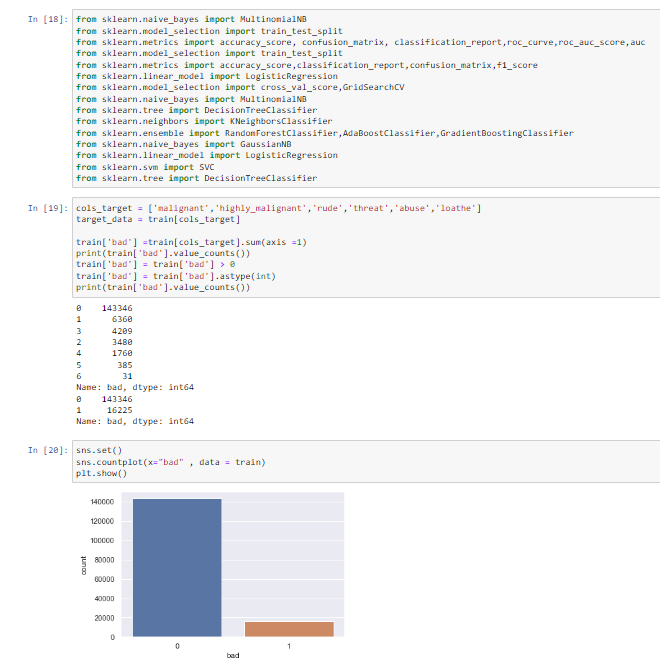 In [18]: from sklearn.naive_bayes import MultinomialNB
from sklearn.model_selection import train_test_split
from sklearn.metrics import accuracy_score, confusion_matrix, classification_report,roc_curve,roc_auc_score,auc
from sklearn.model_selection import train_test_split
from sklearn.metrics import accuracy_score,classification_report,confusion_matrix,f1_score
from sklearn.linear_model import LogisticRegression
from sklearn.model_selection import cross_val_score,GridSearchCV
from sklearn.naive_bayes import MultinomialNB
from sklearn.tree import DecisionTreeClassifier
from sklearn.neighbors import KNeighborsClassifier
from sklearn.ensemble import RandomForestClassifier,AdaBoostClassifier,GradientBoostingClassifier
from sklearn.naive_bayes import GaussianNB
from sklearn.linear_model import LogisticRegression
from sklearn.svm import SVC
from sklearn.tree import DecisionTreeClassifier
In [19]: cols_target = ['malignant','highly_malignant','rude','threat','abuse','loathe']
target_data = train[cols_target]
train['bad'] =train[cols_target].sum(axis =1)
print(train['bad'].value_counts())
train['bad'] = train['bad'] > 0
train['bad'] = train['bad'].astype(int)
print(train['bad'].value_counts())
0 143346
1 6360
3 4209
2 3480
4 1760
5 385
6 31
Name: bad, dtype: int64
0 143346
1 16225
Name: bad, dtype: int64
In [20]: sns.set()
sns.countplot(x="bad" , data = train)
plt.show()
140000
120000
100000
80000
60000
40000
20000
0
count
0 1
bad